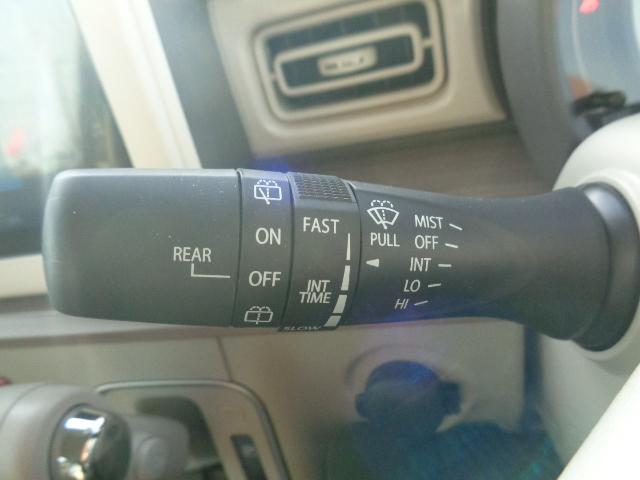 REAR
ON
OFF
FAST
INT
TIME
SLOW
PULL
MIST
OFF
INT
LO
HI